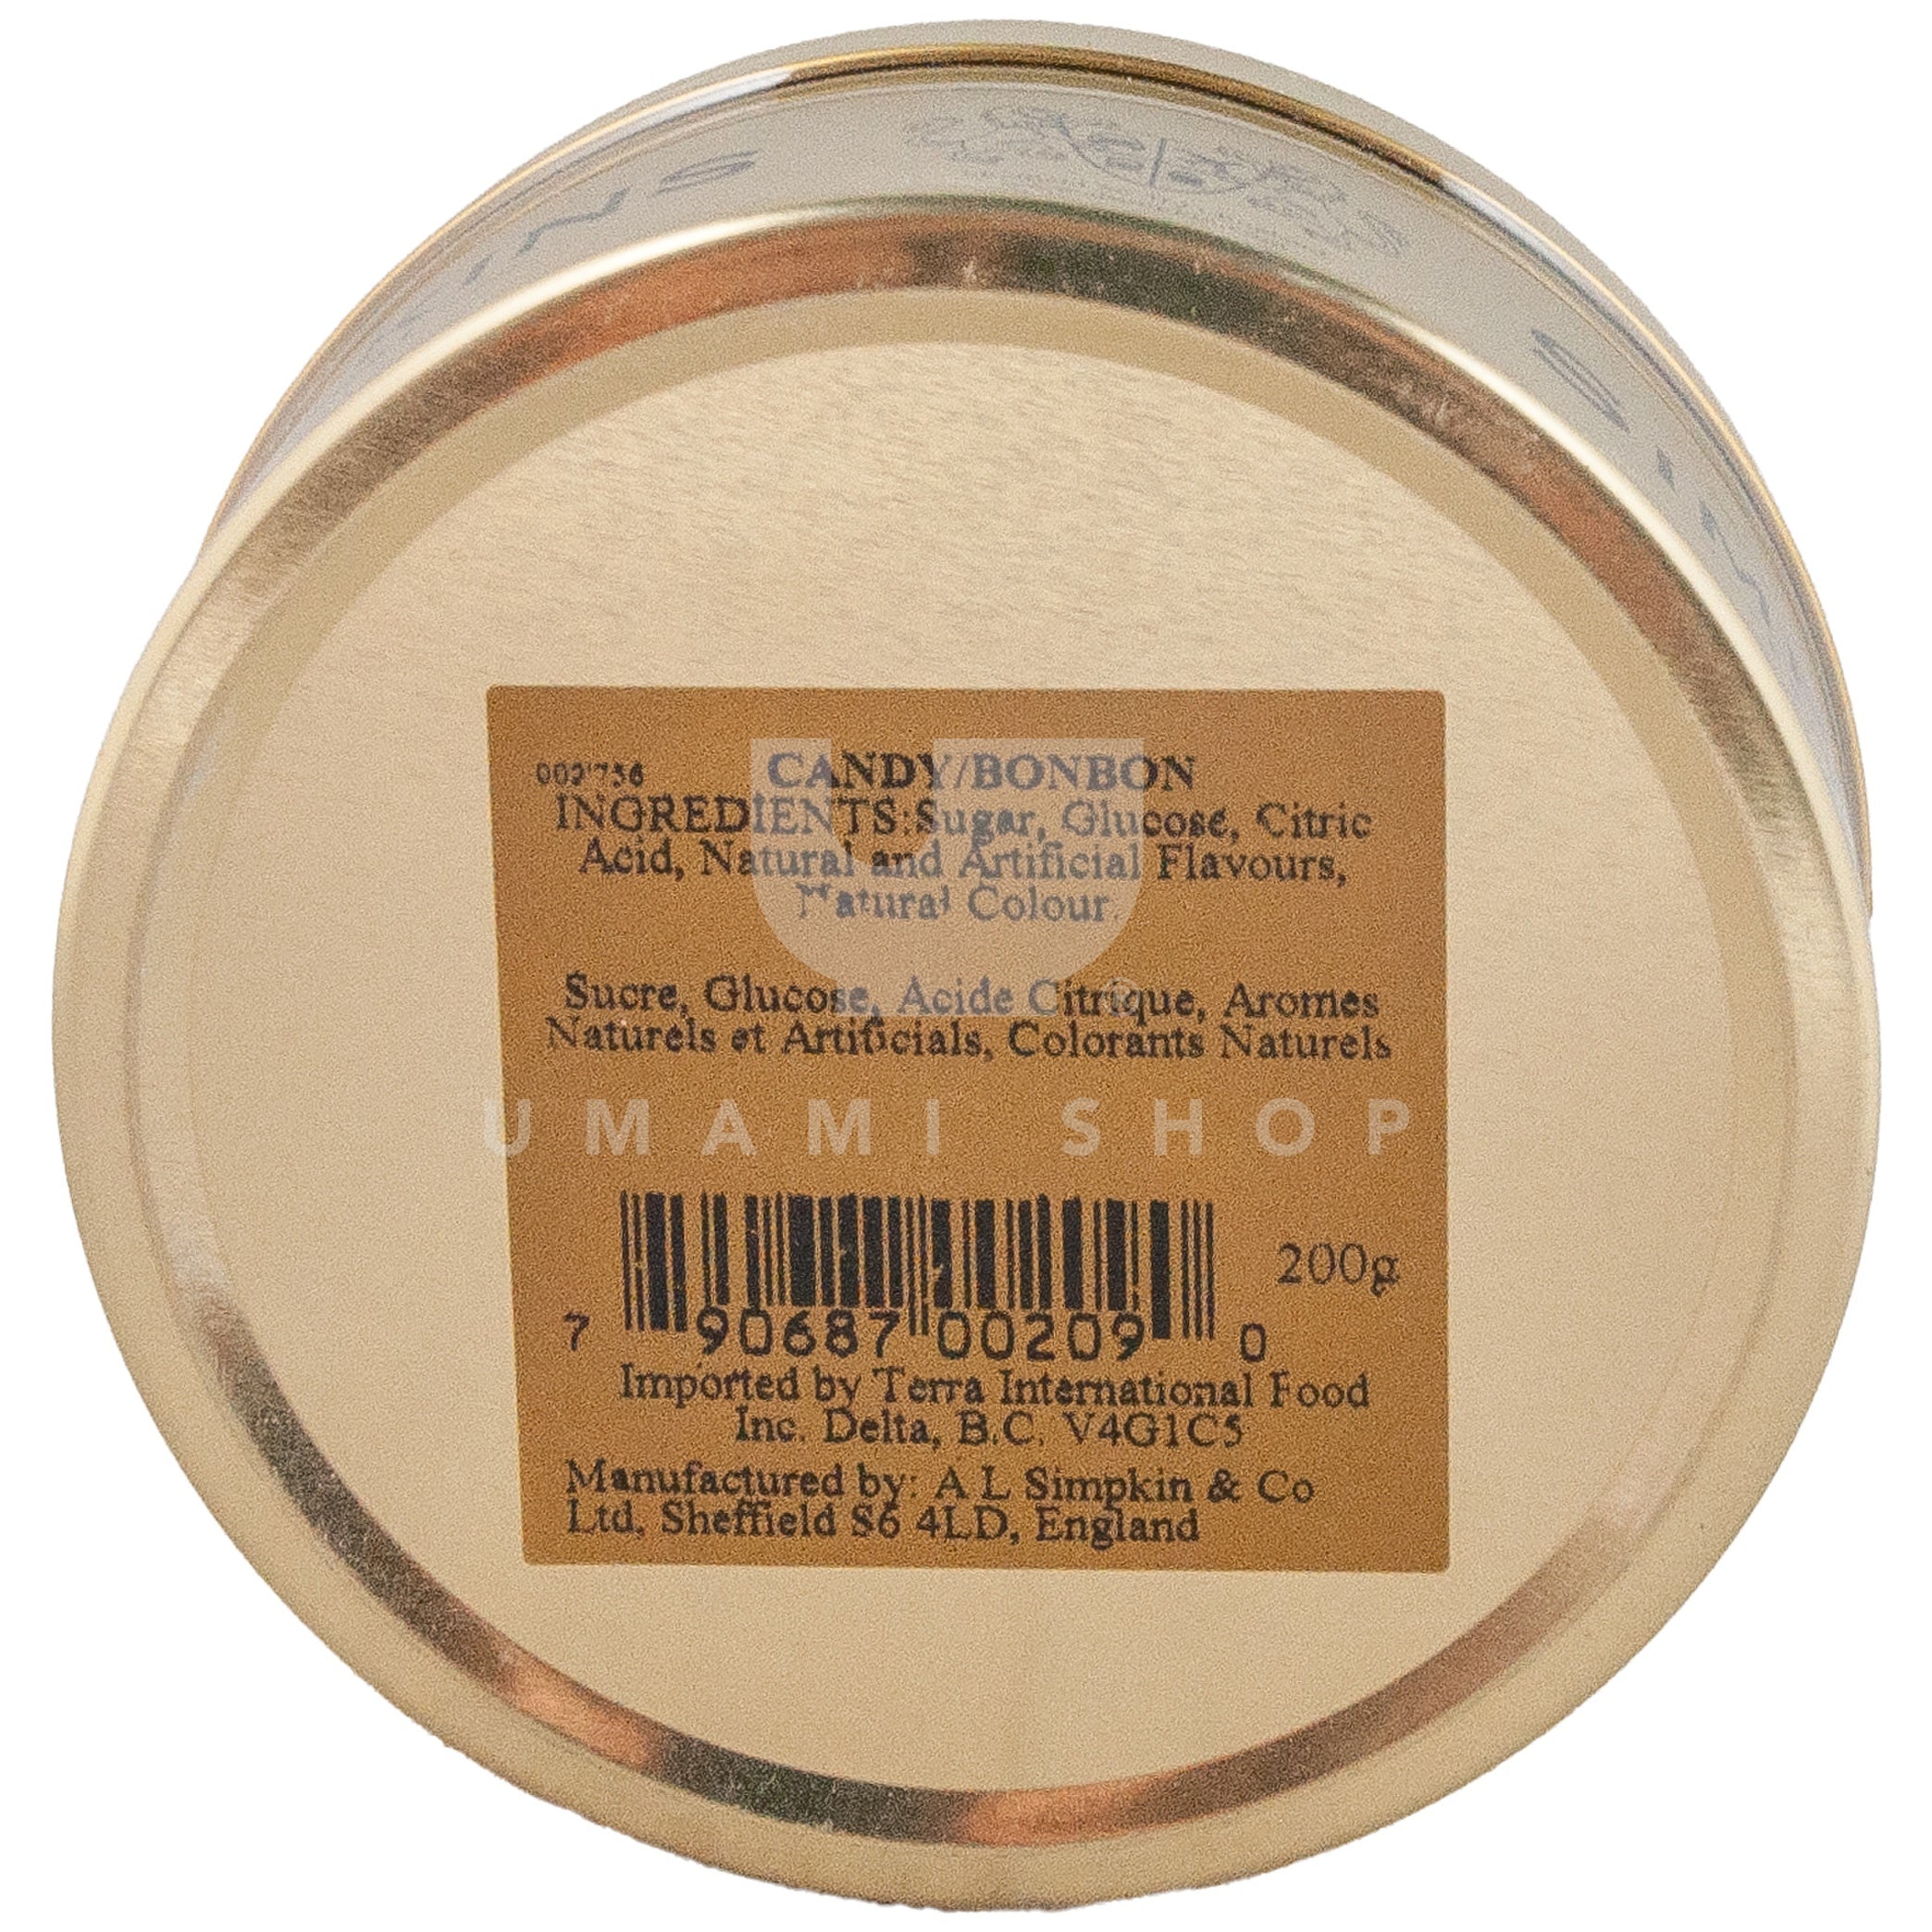 CANDY/BONBON
INGREDIENTS:Sugar, Glucose, Citric
Acid, Natural and Artificial Flavours,
Natural Colour.
Sucre, Glucose, Acide Citrique, Aromes
Naturels et Artificials, Colorants Naturels
UMAMI SHOP
200g
7 90687 00209 0
Imported by Terra International Food
Inc. Delta, B.C. V4G1C5
Manufactured by: A L Simpkin & Co
Ltd, Sheffield S6 4LD, England